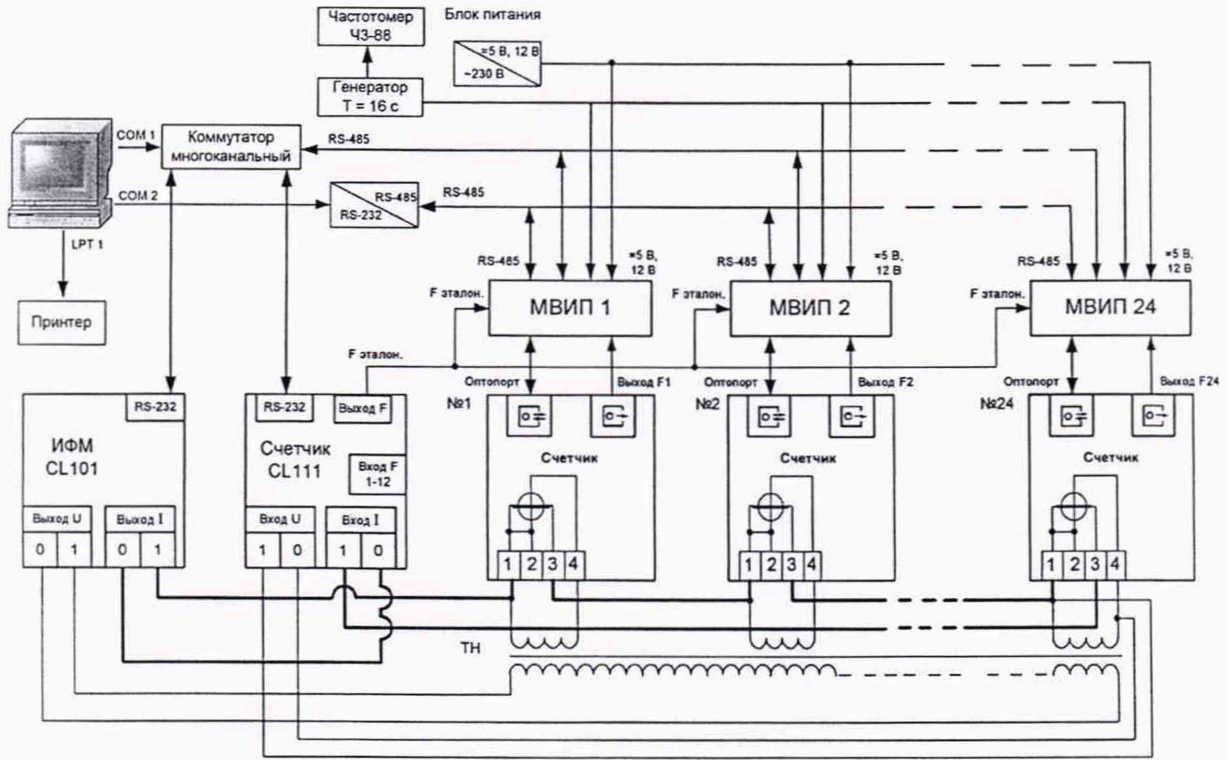 Частотомер
ЧЗ-88
Блок питания
=5 В, 12 В
~230 В
Генератор
Т = 16 с
COM 1
Коммутатор
многоканальный
RS-485
COM 2
RS-485
RS-232
RS-485
LPT 1
Принтер
RS-485
=5 В,
12 В
RS-485
=5 В,
12 В
RS-485
=5 В,
12 В
F эталон.
МВИП 1
F эталон.
МВИП 2
F эталон.
МВИП 24
F эталон.
Оптопорт
Выход F1
Оптопорт
Выход F2
Оптопорт
Выход F24
RS-232
ИФМ
CL101
Выход U
Выход I
0 1 0 1
RS-232
Выход F
Счетчик
CL111
Вход F
1-12
Вход U
Вход I
1 0 1 0
№1
Счетчик
1 2 3 4
№2
Счетчик
1 2 3 4
№24
Счетчик
1 2 3 4
ТН